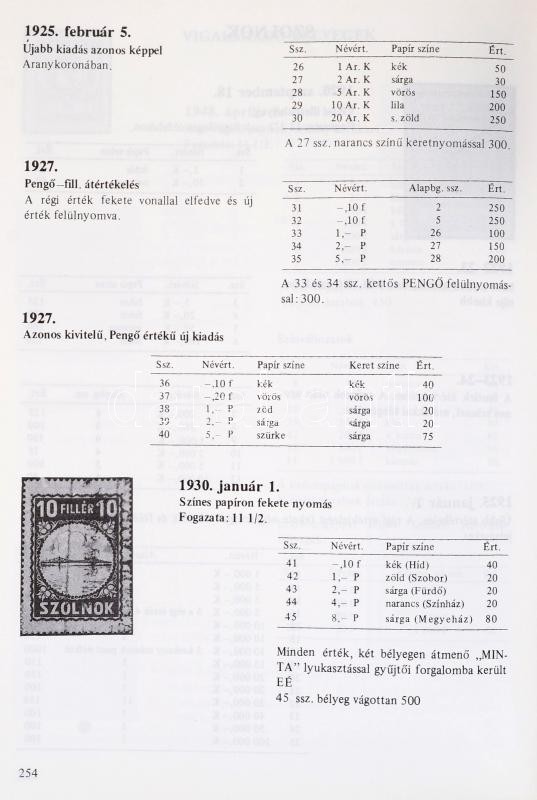 1925. február 5.
Újabb kiadás azonos képpel
Aranykoronában.
Ssz. Névért. Papír színe Ért.
26 1 Ar. K kék 50
27 2 Ar. K sárga 30
28 5 Ar. K vörös 150
29 10 Ar. K lila 200
30 20 Ar. K s. zöld 250
A 27 ssz. narancs színű keretnyomással 300.
1927.
Pengő–fill. átértékelés
A régi érték fekete vonallal elfedve és új
érték felülnyomva.
Ssz. Névért. Alapbg. ssz. Ért.
31 –,10 f 2 250
32 –,10 f 5 250
33 1,– P 26 100
34 2,– P 27 150
35 5,– P 28 200
A 33 és 34 ssz. kettős PENGŐ felülnyomás-
sal: 300.
1927.
Azonos kivitelű, Pengő értékű új kiadás
Ssz. Névért. Papír színe Keret színe Ért.
36 –,10 f kék kék 40
37 –,20 f vörös vörös 100
38 1,– P zöd sárga 20
39 2,– P sárga sárga 20
40 5,– P szürke sárga 75
10 FILLÉR 10
SZOLNOK
1930. január 1.
Színes papíron fekete nyomás
Fogazata: 11 1/2.
Ssz. Névért. Papír színe Ért.
41 –,10 f kék (Híd) 40
42 1,– P zöld (Szobor) 20
43 2,– P sárga (Fürdő) 20
44 4,– P narancs (Színház) 20
45 8,– P sárga (Megyeház) 80
Minden érték, két bélyegen átmenő „MIN-
TA” lyukasztással gyűjtői forgalomba került
EÉ
45 ssz. bélyeg vágottan 500
254